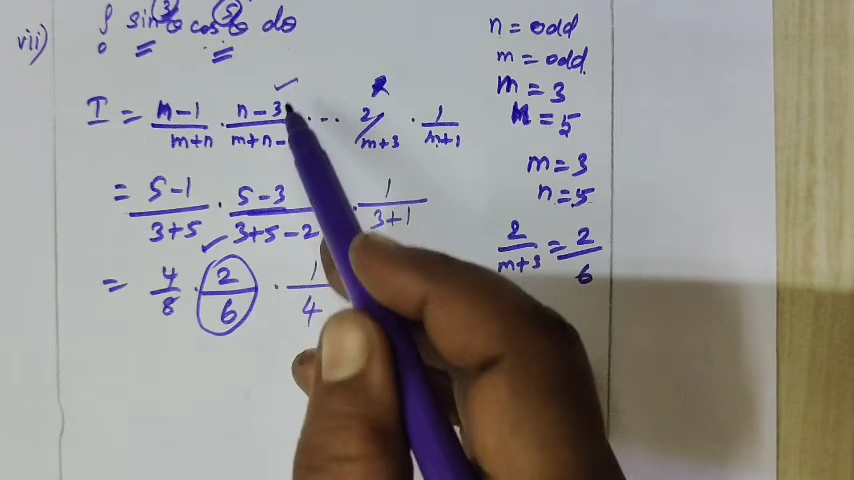 vii) ∫₀ sin³θ cos⁵θ dθ
I = n-1/m+n · n-3/m+n- ... 2/m+3 · 1/m+1
= 5-1/3+5 · 5-3/3+5-2 · 1/3+1
= 4/8 · 2/6 · 1/4
n = odd
m = odd
m = 3
n = 5
m = 3
n = 5
2/m+3 = 2/6